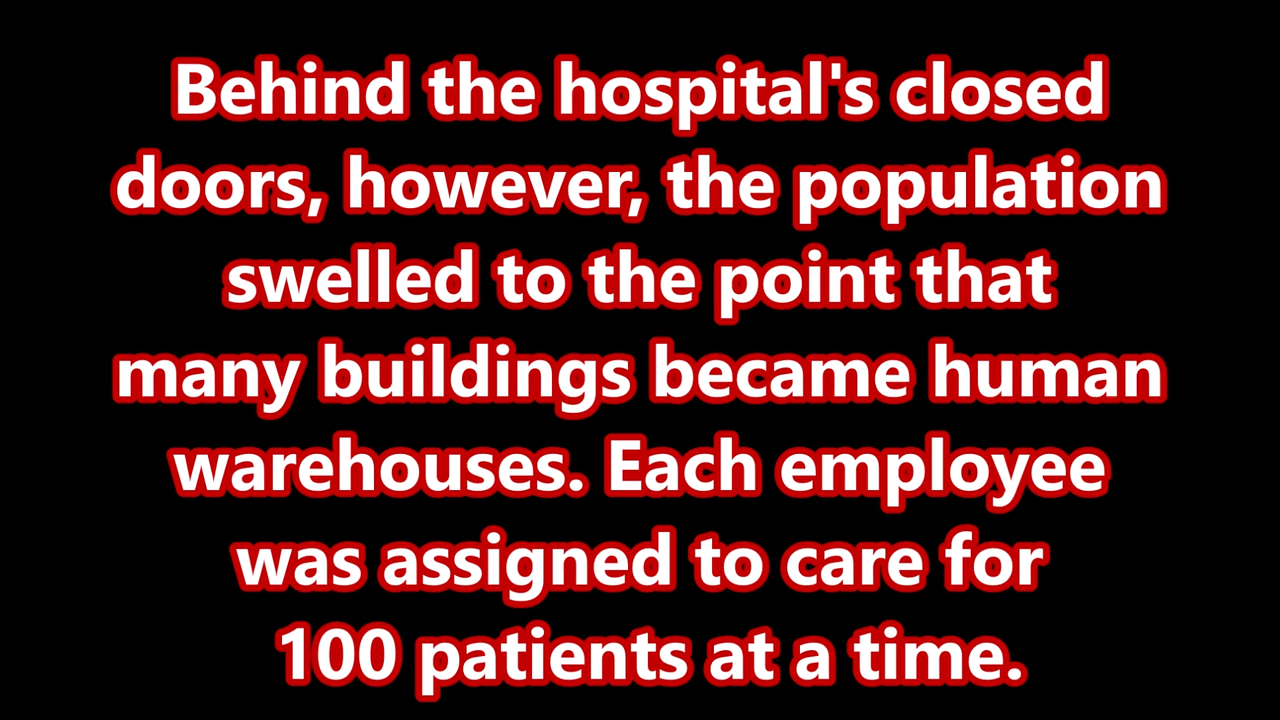 Behind the hospital's closed
doors, however, the population
swelled to the point that
many buildings became human
warehouses. Each employee
was assigned to care for
100 patients at a time.